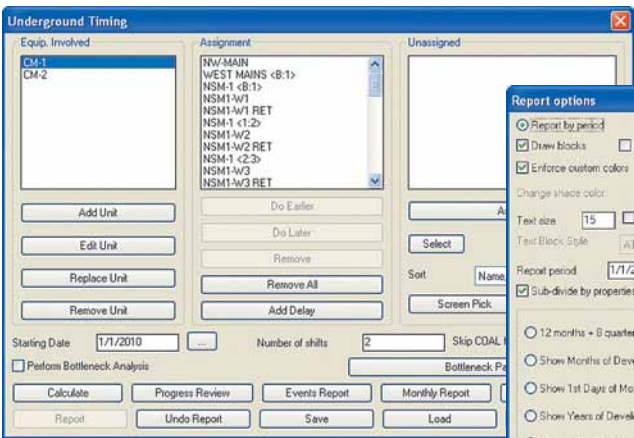 Underground Timing
Equip. Involved
CM-1
CM-2
Add Unit
Edit Unit
Replace Unit
Remove Unit
Assignment
NW-MAIN
WEST MAINS <B:1>
NSM-1 <B:1>
NSM1-W1
NSM1-W1 RET
NSM-1 <1:2>
NSM1-W2
NSM1-W2 RET
NSM-1 <2:3>
NSM1-W3
NSM1-W3 RET
Do Earlier
Do Later
Remove
Remove All
Add Delay
Unassigned
Select
Sort Name,
Screen Pick
Starting Date 1/1/2010 ... Number of shifts 2 Skip COAL
Perform Bottleneck Analysis Bottleneck
Calculate Progress Review Events Report Monthly Report
Report Undo Report Save Load
Report options
Report by period
Draw blocks
Enforce custom colors
Change shade color
Text size 15
Text Block Style
Report period
Sub-divide by properties
12 months + 8
Show Months of
Show 1st Days of
Show Years of